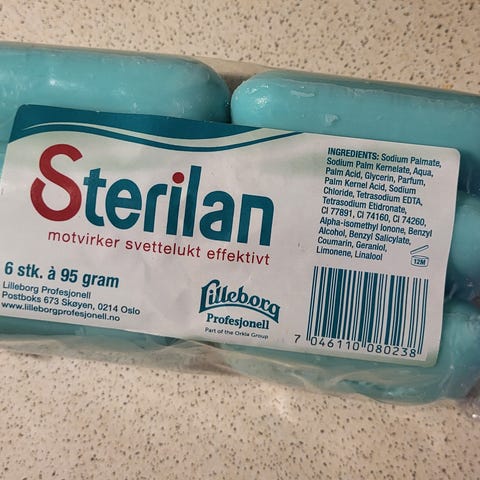 Sterilan
motvirker svettelukt effektivt
6 stk. à 95 gram
Lilleborg Profesjonell
Postboks 673 Skøyen, 0214 Oslo
www.lilleborgprofesjonell.no
Lilleborg
Profesjonell
Part of the Orkla Group
INGREDIENTS: Sodium Palmate,
Sodium Palm Kernelate, Aqua,
Palm Acid, Glycerin, Parfum,
Palm Kernel Acid, Sodium
Chloride, Tetrasodium EDTA,
Tetrasodium Etidronate,
CI 77891, CI 74160, CI 74260,
Alpha-isomethyl Ionone, Benzyl
Alcohol, Benzyl Salicylate,
Coumarin, Geraniol,
Limonene, Linalool
12M
7 046110 080238